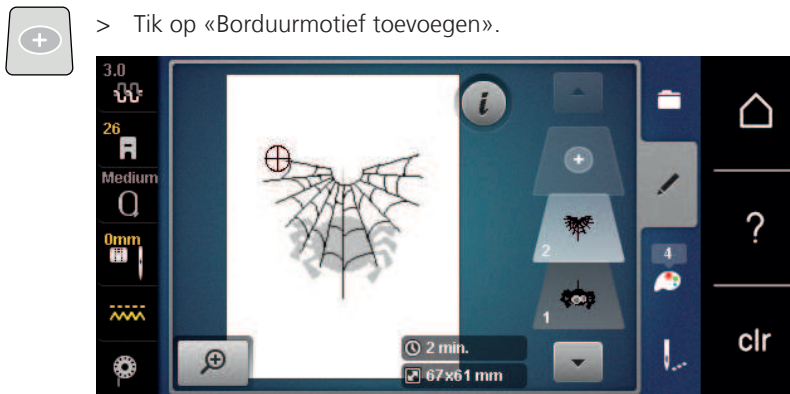 > Tik op «Borduurmotief toevoegen».
3.0
26
Medium
0mm
i
2
1
4
2 min.
67x61 mm
?
clr